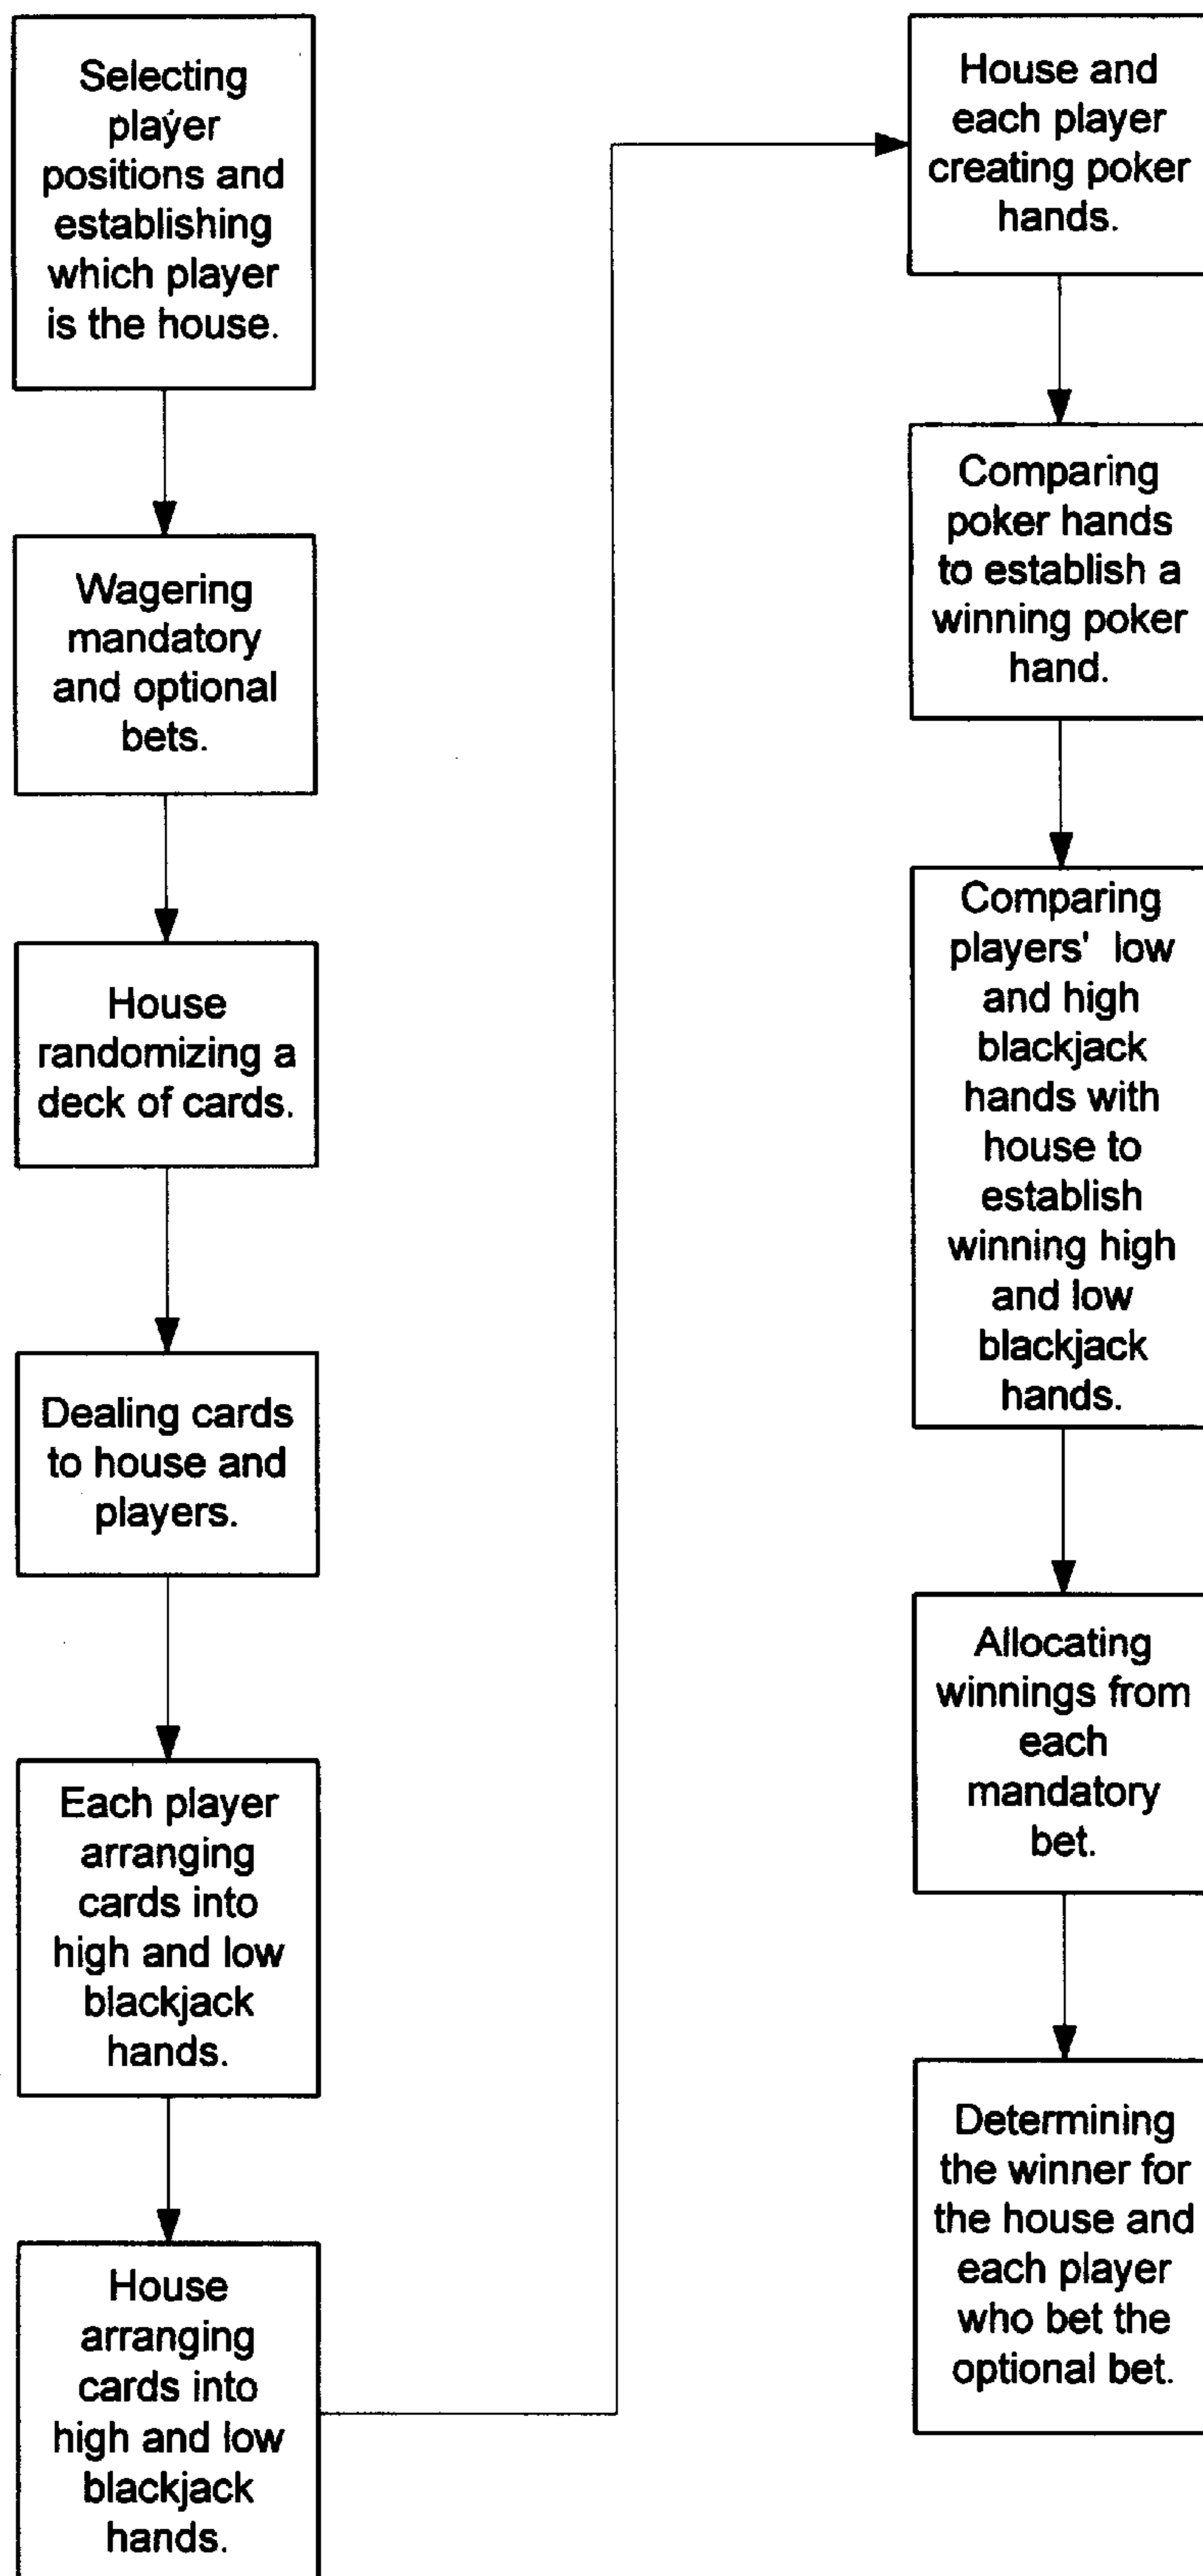 Selecting
player
positions and
establishing
which player
is the house.
Wagering
mandatory
and optional
bets.
House
randomizing a
deck of cards.
Dealing cards
to house and
players.
Each player
arranging
cards into
high and low
blackjack
hands.
House
arranging
cards into
high and low
blackjack
hands.
House and
each player
creating poker
hands.
Comparing
poker hands
to establish a
winning poker
hand.
Comparing
players' low
and high
blackjack
hands with
house to
establish
winning high
and low
blackjack
hands.
Allocating
winnings from
each
mandatory
bet.
Determining
the winner for
the house and
each player
who bet the
optional bet.